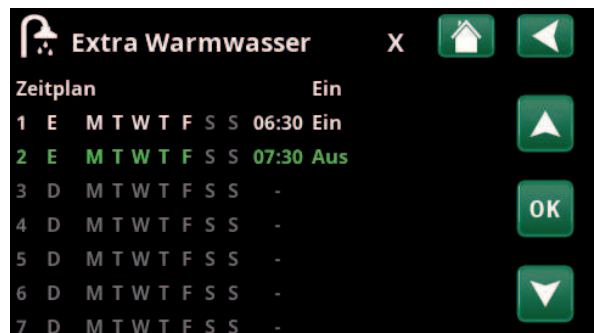 Extra Warmwasser X
Zeitplan Ein
1 E M T W T F S S 06:30 Ein
2 E M T W T F S S 07:30 Aus
3 D M T W T F S S -
4 D M T W T F S S -
OK
5 D M T W T F S S -
6 D M T W T F S S -
7 D M T W T F S S -